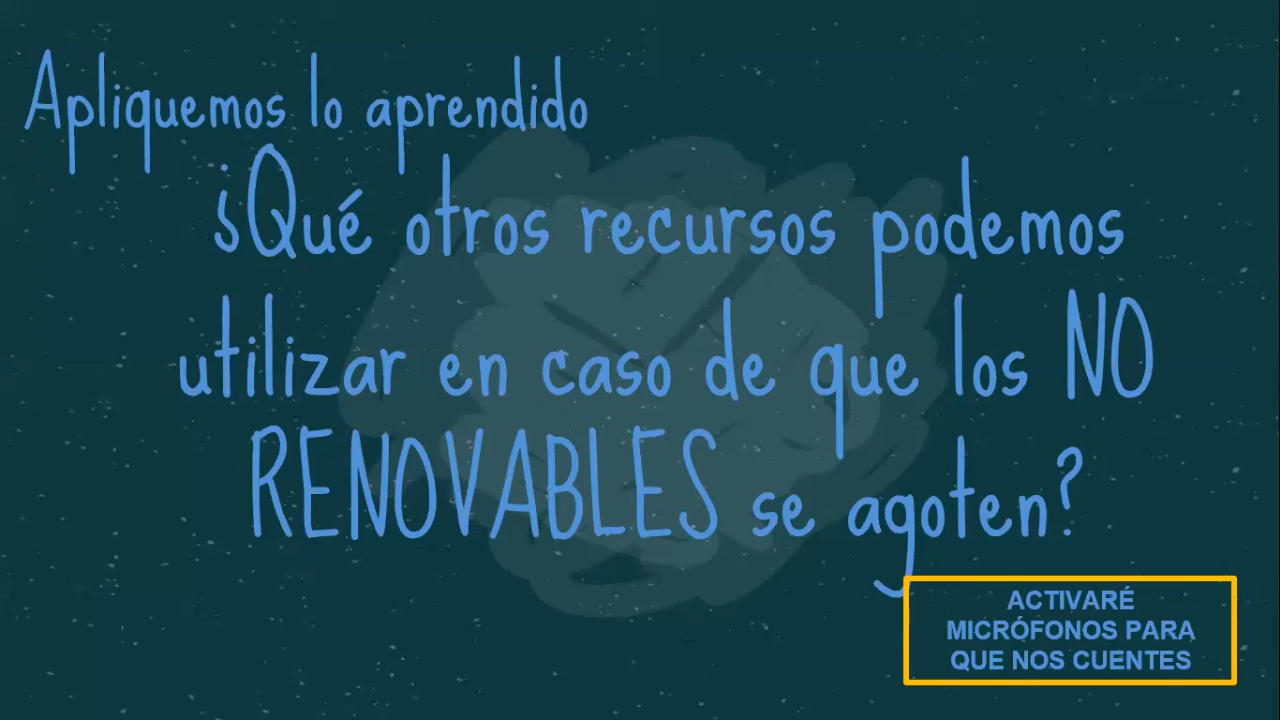 Apliquemos lo aprendido
¿Qué otros recursos podemos
utilizar en caso de que los NO
RENOVABLES se agoten?
ACTIVARÉ
MICRÓFONOS PARA
QUE NOS CUENTES